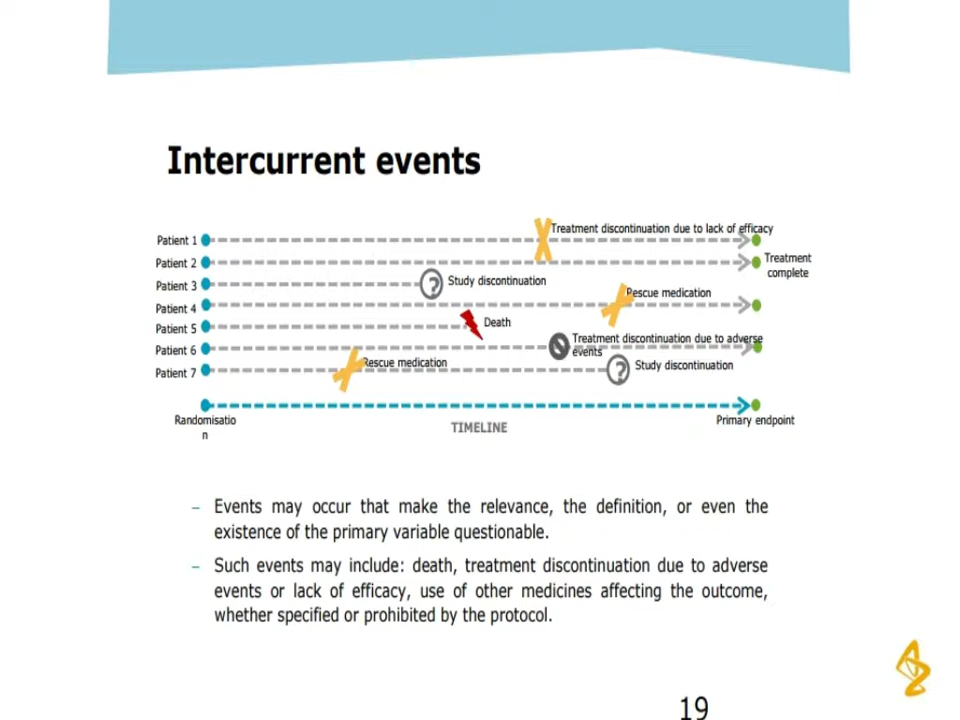 Intercurrent events
Treatment discontinuation due to lack of efficacy
Patient 1
Patient 2
Treatment
complete
Patient 3
? Study discontinuation
Rescue medication
Patient 4
Death
Patient 5
Treatment discontinuation due to adverse
events
Patient 6
Rescue medication
Patient 7
? Study discontinuation
Randomisatio
n
TIMELINE
Primary endpoint
– Events may occur that make the relevance, the definition, or even the
existence of the primary variable questionable.
– Such events may include: death, treatment discontinuation due to adverse
events or lack of efficacy, use of other medicines affecting the outcome,
whether specified or prohibited by the protocol.
19